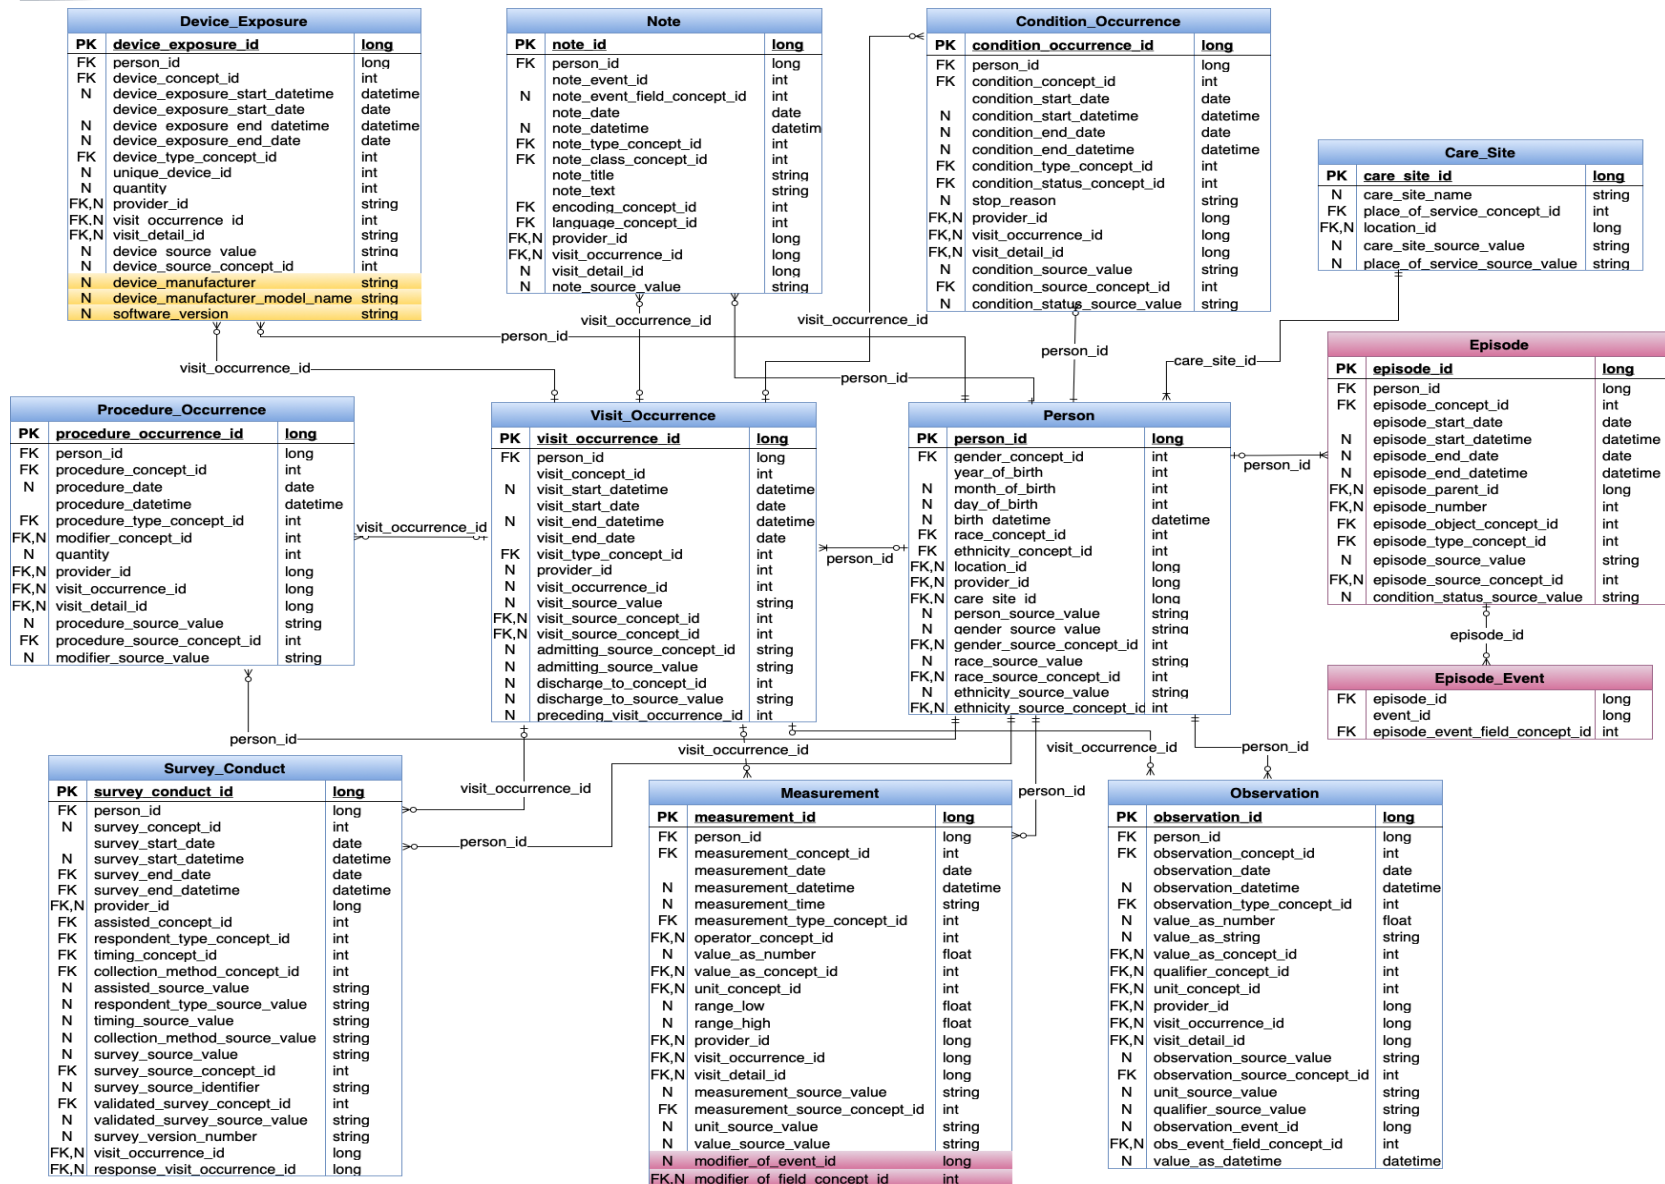 Device_Exposure
PK device_exposure_id long
FK person_id long
FK device_concept_id int
N device_exposure_start_datetime datetime
device_exposure_start_date date
N device_exposure_end_datetime datetime
N device_exposure_end_date date
FK device_type_concept_id int
N unique_device_id int
N quantity int
FK,N provider_id string
FK,N visit_occurrence_id int
FK,N visit_detail_id string
N device_source_value string
N device_source_concept_id int
N device_manufacturer string
N device_manufacturer_model_name string
N software_version string
Note
PK note_id long
FK person_id long
note_event_id int
N note_event_field_concept_id int
note_date date
N note_datetime datetim
FK note_type_concept_id int
FK note_class_concept_id int
note_title string
note_text string
FK encoding_concept_id int
FK language_concept_id int
FK,N provider_id long
FK,N visit_occurrence_id long
N visit_detail_id long
N note_source_value string
Condition_Occurrence
PK condition_occurrence_id long
FK person_id long
FK condition_concept_id int
condition_start_date date
N condition_start_datetime datetime
N condition_end_date date
N condition_end_datetime datetime
FK condition_type_concept_id int
FK condition_status_concept_id int
N stop_reason string
FK,N provider_id long
FK,N visit_occurrence_id long
FK,N visit_detail_id long
N condition_source_value string
FK condition_source_concept_id int
N condition_status_source_value string
Care_Site
PK care_site_id long
N care_site_name string
FK place_of_service_concept_id int
FK,N location_id long
N care_site_source_value string
N place_of_service_source_value string
visit_occurrence_id
visit_occurrence_id
person_id
person_id
care_site_id
visit_occurrence_id
person_id
Episode
PK episode_id long
FK person_id long
FK episode_concept_id int
episode_start_date date
N episode_start_datetime datetime
N episode_end_date date
N episode_end_datetime datetime
FK,N episode_parent_id long
FK,N episode_number int
FK episode_object_concept_id int
FK episode_type_concept_id int
N episode_source_value string
FK,N episode_source_concept_id int
N condition_status_source_value string
Procedure_Occurrence
PK procedure_occurrence_id long
FK person_id long
FK procedure_concept_id int
N procedure_date date
procedure_datetime datetime
FK procedure_type_concept_id int
FK,N modifier_concept_id int
N quantity int
FK,N provider_id long
FK,N visit_occurrence_id long
FK,N visit_detail_id long
N procedure_source_value string
FK procedure_source_concept_id int
N modifier_source_value string
visit_occurrence_id
Visit_Occurrence
PK visit_occurrence_id long
FK person_id long
visit_concept_id int
N visit_start_datetime datetime
visit_start_date date
N visit_end_datetime datetime
visit_end_date date
FK visit_type_concept_id int
N provider_id int
N visit_occurrence_id int
N visit_source_value string
FK,N visit_source_concept_id int
FK,N visit_source_concept_id int
N admitting_source_concept_id string
N admitting_source_value string
N discharge_to_concept_id int
N discharge_to_source_value string
N preceding_visit_occurrence_id int
person_id
Person
PK person_id long
FK gender_concept_id int
year_of_birth int
N month_of_birth int
N day_of_birth int
N birth_datetime datetime
FK race_concept_id int
FK ethnicity_concept_id int
FK,N location_id long
FK,N provider_id long
FK,N care_site_id long
N person_source_value string
N gender_source_value string
FK,N gender_source_concept_id int
N race_source_value string
FK,N race_source_concept_id int
N ethnicity_source_value string
FK,N ethnicity_source_concept_id int
person_id
episode_id
Episode_Event
FK episode_id long
event_id long
FK episode_event_field_concept_id int
person_id
visit_occurrence_id
visit_occurrence_id
person_id
visit_occurrence_id
person_id
person_id
Survey_Conduct
PK survey_conduct_id long
FK person_id long
N survey_concept_id int
survey_start_date date
N survey_start_datetime datetime
FK survey_end_date date
FK survey_end_datetime datetime
FK,N provider_id long
FK assisted_concept_id int
FK respondent_type_concept_id int
FK timing_concept_id int
FK collection_method_concept_id int
N assisted_source_value string
N respondent_type_source_value string
N timing_source_value string
N collection_method_source_value string
N survey_source_value string
FK survey_source_concept_id int
N survey_source_identifier string
FK validated_survey_concept_id int
N validated_survey_source_value string
N survey_version_number string
FK,N visit_occurrence_id long
FK,N response_visit_occurrence_id long
Measurement
PK measurement_id long
FK person_id long
FK measurement_concept_id int
measurement_date date
N measurement_datetime datetime
N measurement_time string
FK measurement_type_concept_id int
FK,N operator_concept_id int
N value_as_number float
FK,N value_as_concept_id int
FK,N unit_concept_id int
N range_low float
N range_high float
FK,N provider_id long
FK,N visit_occurrence_id long
FK,N visit_detail_id long
N measurement_source_value string
FK measurement_source_concept_id int
N unit_source_value string
N value_source_value string
N modifier_of_event_id long
FK,N modifier_of_field_concept_id int
Observation
PK observation_id long
FK person_id long
FK observation_concept_id int
observation_date date
N observation_datetime datetime
FK observation_type_concept_id int
N value_as_number float
N value_as_string string
FK,N value_as_concept_id int
FK,N qualifier_concept_id int
FK,N unit_concept_id int
FK,N provider_id long
FK,N visit_occurrence_id long
FK,N visit_detail_id long
N observation_source_value string
FK observation_source_concept_id int
N unit_source_value string
N qualifier_source_value string
N observation_event_id long
FK,N obs_event_field_concept_id int
N value_as_datetime datetime